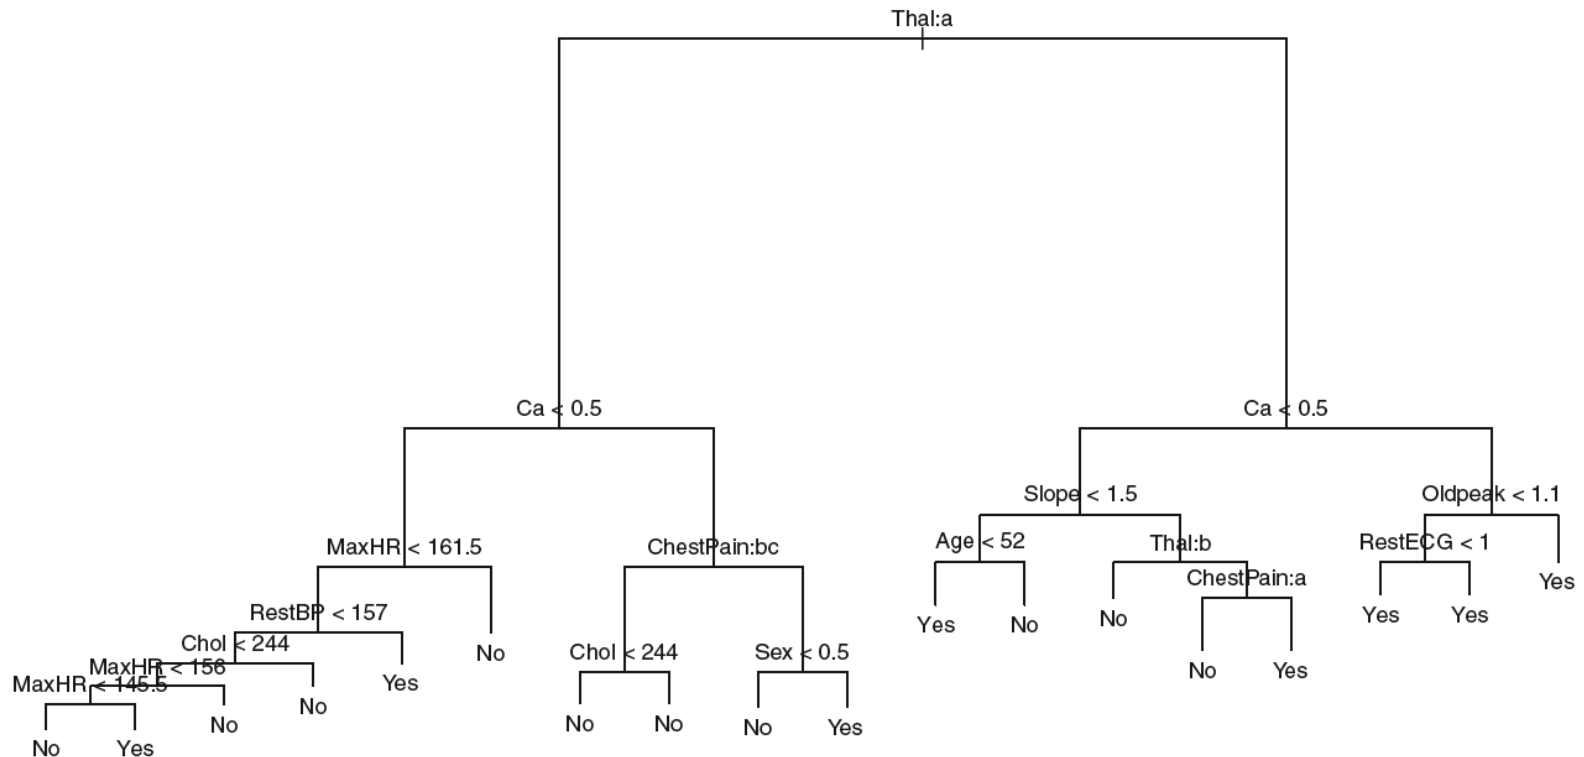 Thal:a
Ca < 0.5
Ca < 0.5
Slope < 1.5
Oldpeak < 1.1
MaxHR < 161.5
ChestPain:bc
Age < 52
Thal:b
RestECG < 1
ChestPain:a
Yes
RestBP < 157
Yes
No
No
Yes
Yes
Chol < 244
No
Chol < 244
Sex < 0.5
No
Yes
MaxHR < 156
Yes
MaxHR < 145.5
No
No
No
No
No
Yes
No
Yes